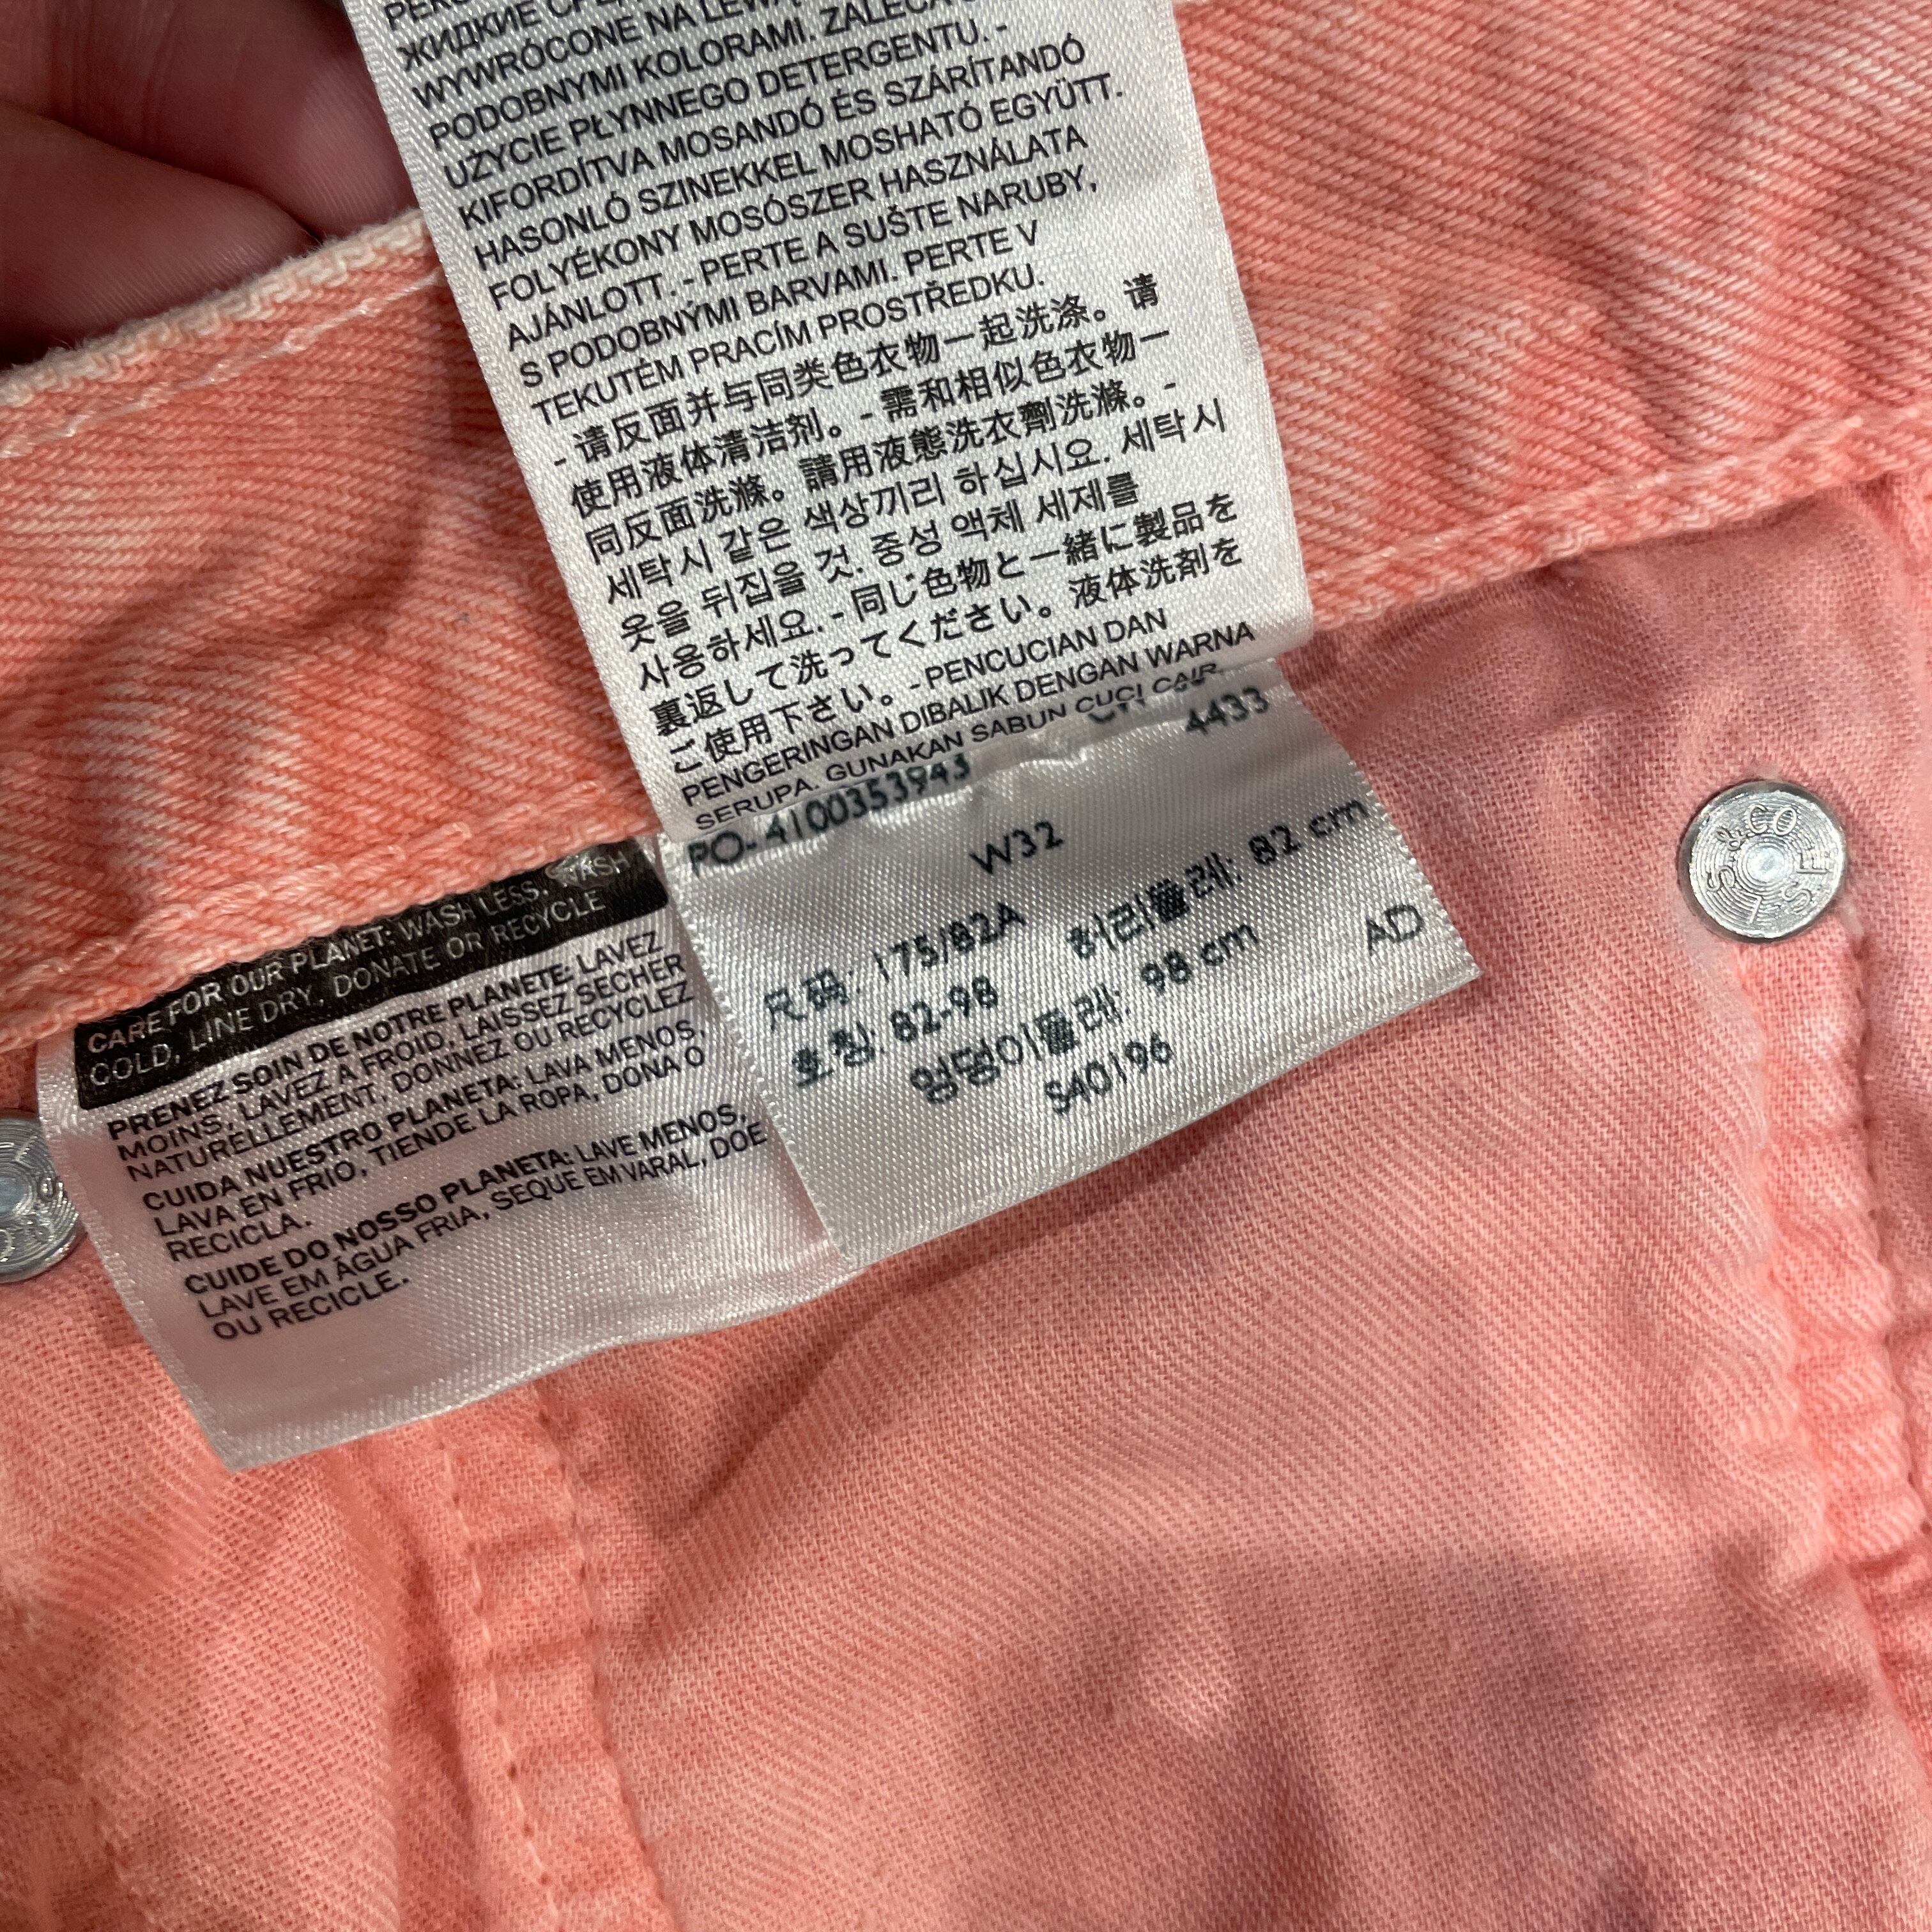 ЖИДКИЕ
WYWRÓCONE NA LEWĄ
PODOBNYMI KOLORAMI. ZALECA
UŻYCIE PŁYNNEGO DETERGENTU. -
KIFORDÍTVA MOSANDÓ ÉS SZÁRÍTANDÓ
HASONLÓ SZINEKKEL MOSHATÓ EGYÜTT.
FOLYÉKONY MOSÓSZER HASZNÁLATA
AJÁNLOTT. - PERTE A SUŠTE NARUBY,
S PODOBNÝMI BARVAMI. PERTE V
TEKUTÉM PRACÍM PROSTŘEDKU.
- 请反面并与同类色衣物一起洗涤。请
使用液体清洁剂。- 需和相似色衣物一
同反面洗滌。請用液態洗衣劑洗滌。-
세탁시 같은 색상끼리 하십시요. 세탁시
옷을 뒤집을 것. 중성 액체 세제를
사용하세요. - 同じ色物と一緒に製品を
裏返して洗ってください。液体洗剤を
ご使用下さい。- PENCUCIAN DAN
PENGERINGAN DIBALIK DENGAN WARNA
SERUPA. GUNAKAN SABUN CUCI CAIR.
4433
PO- 4100353943
W32
尺码: 175/82A
호칭: 82-98 허리둘레: 82 cm
엉덩이둘레: 98 cm AD
S40196
CARE FOR OUR PLANET: WASH LESS, WASH
COLD, LINE DRY, DONATE OR RECYCLE
PRENEZ SOIN DE NOTRE PLANETE: LAVEZ
MOINS, LAVEZ A FROID, LAISSEZ SECHER
NATURELLEMENT, DONNEZ OU RECYCLEZ
CUIDA NUESTRO PLANETA: LAVA MENOS,
LAVA EN FRIO, TIENDE LA ROPA, DONA O
RECICLA.
CUIDE DO NOSSO PLANETA: LAVE MENOS,
LAVE EM ÁGUA FRIA, SEQUE EM VARAL, DOE
OU RECICLE.
L.S.&CO